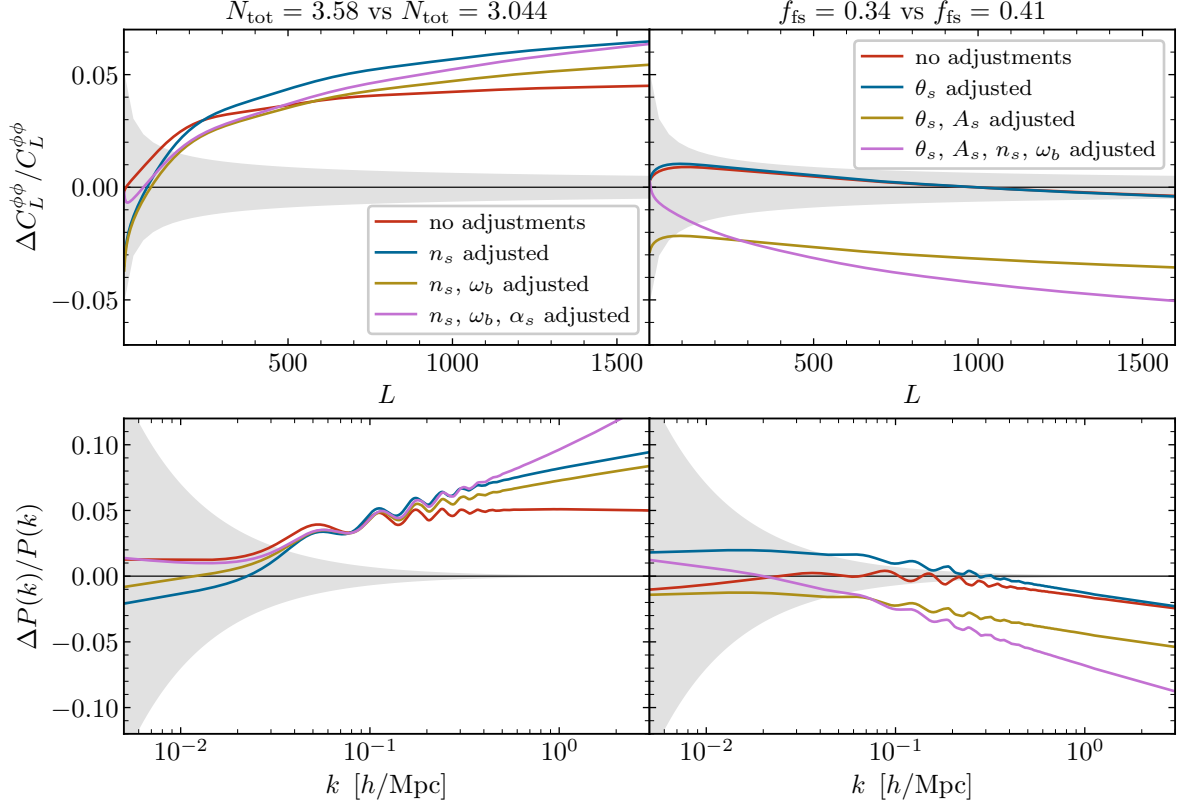 N_tot = 3.58 vs N_tot = 3.044
f_fs = 0.34 vs f_fs = 0.41
ΔC_L^ϕϕ/C_L^ϕϕ
0.05
0.00
−0.05
no adjustments
n_s adjusted
n_s, ω_b adjusted
n_s, ω_b, α_s adjusted
no adjustments
θ_s adjusted
θ_s, A_s adjusted
θ_s, A_s, n_s, ω_b adjusted
500 1000 1500
500 1000 1500
L
L
ΔP(k)/P(k)
0.10
0.05
0.00
−0.05
−0.10
10^−2 10^−1 10^0
10^−2 10^−1 10^0
k [h/Mpc]
k [h/Mpc]